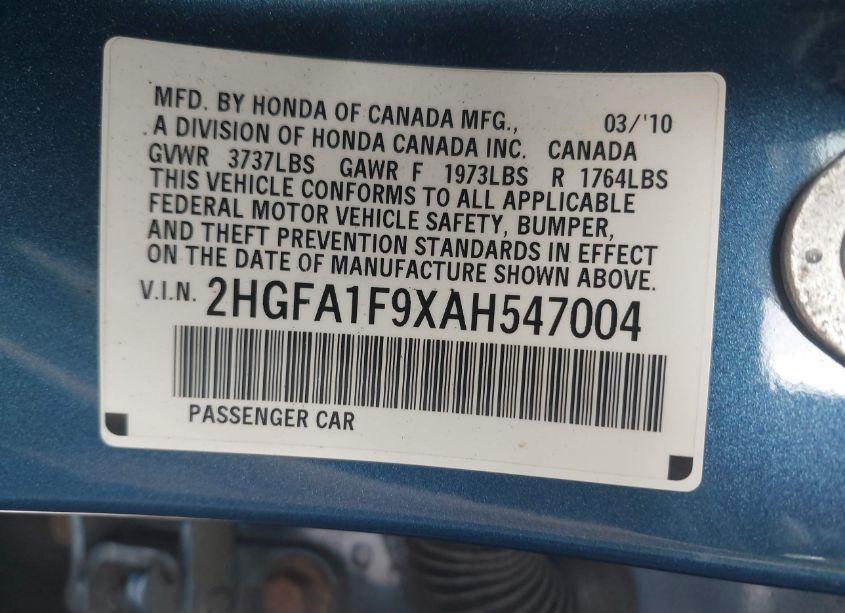 MFD. BY HONDA OF CANADA MFG., 03/'10
A DIVISION OF HONDA CANADA INC. CANADA
GVWR 3737LBS GAWR F 1973LBS R 1764LBS
THIS VEHICLE CONFORMS TO ALL APPLICABLE
FEDERAL MOTOR VEHICLE SAFETY, BUMPER,
AND THEFT PREVENTION STANDARDS IN EFFECT
ON THE DATE OF MANUFACTURE SHOWN ABOVE.
V.I.N. 2HGFA1F9XAH547004
PASSENGER CAR